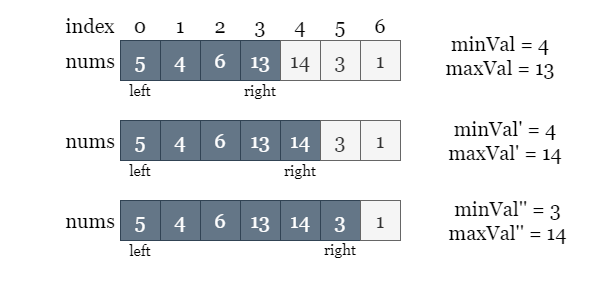 index 0 1 2 3 4 5 6
nums 5 4 6 13 14 3 1
left right
minVal = 4
maxVal = 13
nums 5 4 6 13 14 3 1
left right
minVal' = 4
maxVal' = 14
nums 5 4 6 13 14 3 1
left right
minVal" = 3
maxVal" = 14